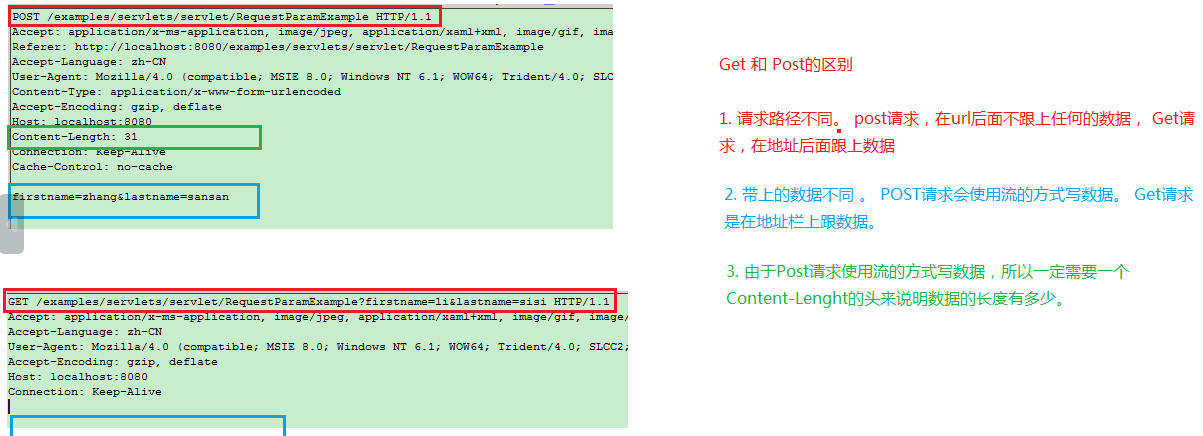 POST /examples/servlets/servlet/RequestParamExample HTTP/1.1
Accept: application/x-ms-application, image/jpeg, application/xaml+xml, image/gif, ima
Referer: http://localhost:8080/examples/servlets/servlet/RequestParamExample
Accept-Language: zh-CN
User-Agent: Mozilla/4.0 (compatible; MSIE 8.0; Windows NT 6.1; WOW64; Trident/4.0; SLCC
Content-Type: application/x-www-form-urlencoded
Accept-Encoding: gzip, deflate
Host: localhost:8080
Content-Length: 31
Connection: Keep-Alive
Cache-Control: no-cache
firstname=zhang&lastname=sansan
GET /examples/servlets/servlet/RequestParamExample?firstname=li&lastname=sisi HTTP/1.1
Accept: application/x-ms-application, image/jpeg, application/xaml+xml, image/gif, image/
Accept-Language: zh-CN
User-Agent: Mozilla/4.0 (compatible; MSIE 8.0; Windows NT 6.1; WOW64; Trident/4.0; SLCC2;
Accept-Encoding: gzip, deflate
Host: localhost:8080
Connection: Keep-Alive
Get 和 Post的区别
1. 请求路径不同。 post请求，在url后面不跟上任何的数据， Get请
求，在地址后面跟上数据
2. 带上的数据不同 。 POST请求会使用流的方式写数据。 Get请求
是在地址栏上跟数据。
3. 由于Post请求使用流的方式写数据，所以一定需要一个
Content-Lenght的头来说明数据的长度有多少。